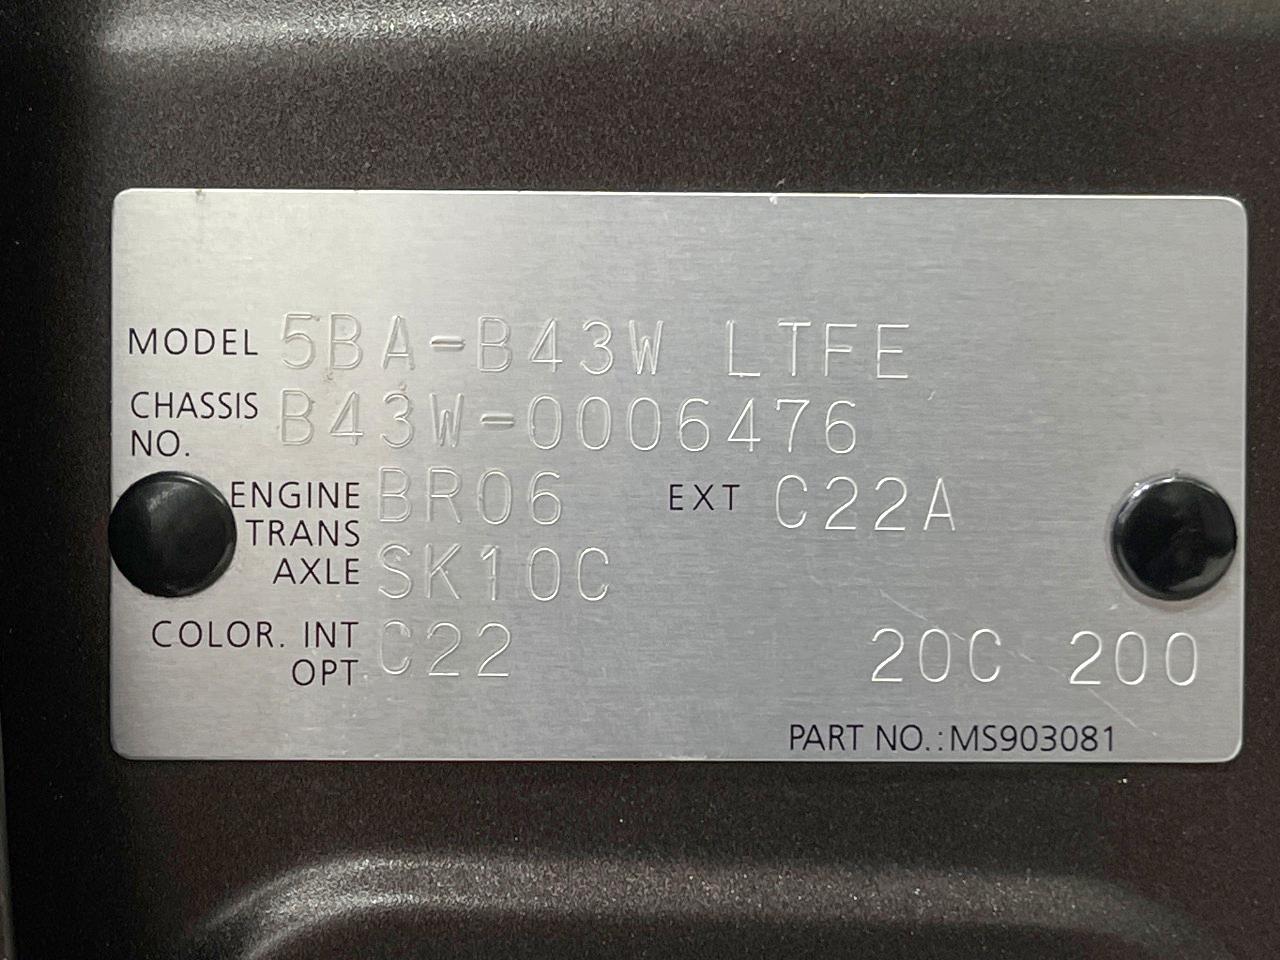 MODEL 5BA-B43W LTFE
CHASSIS NO. B43W-0006476
ENGINE BR06 EXT C22A
TRANS AXLE SK10C
COLOR. INT OPT C22 20C 200
PART NO.:MS903081